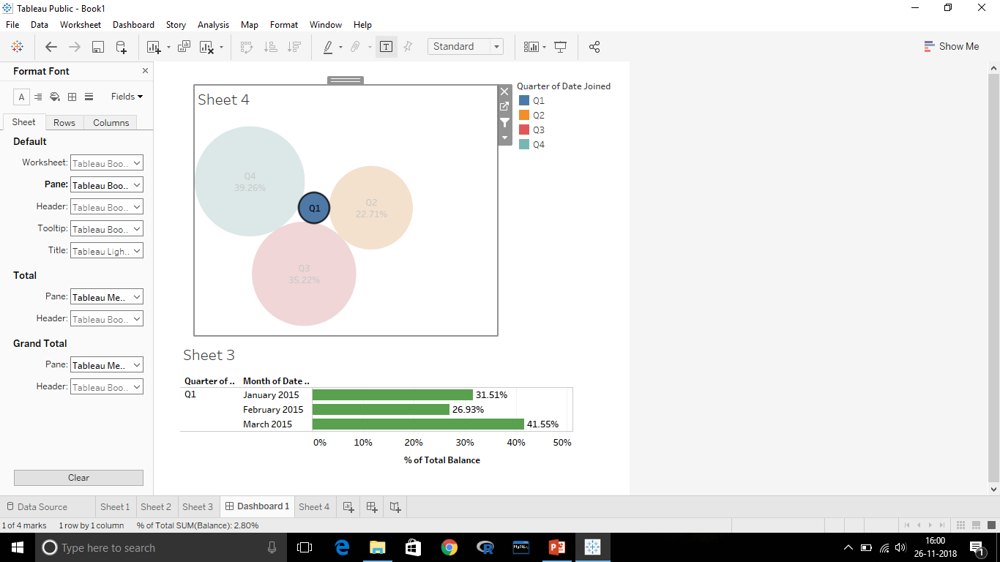 Tableau Public - Book1
File Data Worksheet Dashboard Story Analysis Map Format Window Help
T Standard Show Me
Format Font
A Fields
Sheet Rows Columns
Default
Worksheet: Tableau Boo..
Pane: Tableau Boo..
Header: Tableau Boo..
Tooltip: Tableau Boo..
Title: Tableau Ligh..
Total
Pane: Tableau Me..
Header: Tableau Boo..
Grand Total
Pane: Tableau Me..
Header: Tableau Boo..
Clear
Sheet 4
Q4
39.26%
Q1
Q2
22.71%
Q3
35.22%
Quarter of Date Joined
Q1
Q2
Q3
Q4
Sheet 3
Quarter of .. Month of Date ..
Q1 January 2015 31.51%
February 2015 26.93%
March 2015 41.55%
0% 10% 20% 30% 40% 50%
% of Total Balance
Data Source Sheet 1 Sheet 2 Sheet 3 Dashboard 1 Sheet 4
1 of 4 marks 1 row by 1 column % of Total SUM(Balance): 2.80%
Type here to search R MySQL P 16:00
26-11-2018 1